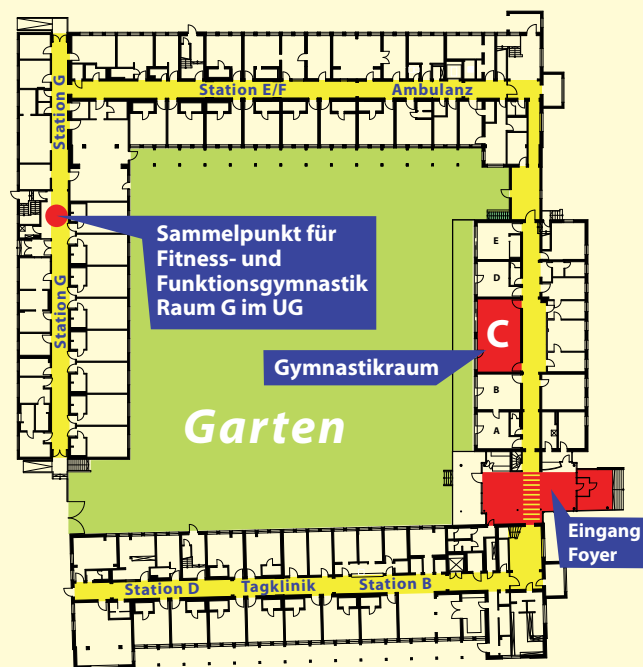 Station G
Station E/F
Ambulanz
Sammelpunkt für
Fitness- und
Funktionsgymnastik
Raum G im UG
E
D
C
Gymnastikraum
B
A
Station G
Garten
Eingang
Foyer
Station D
Tagklinik
Station B